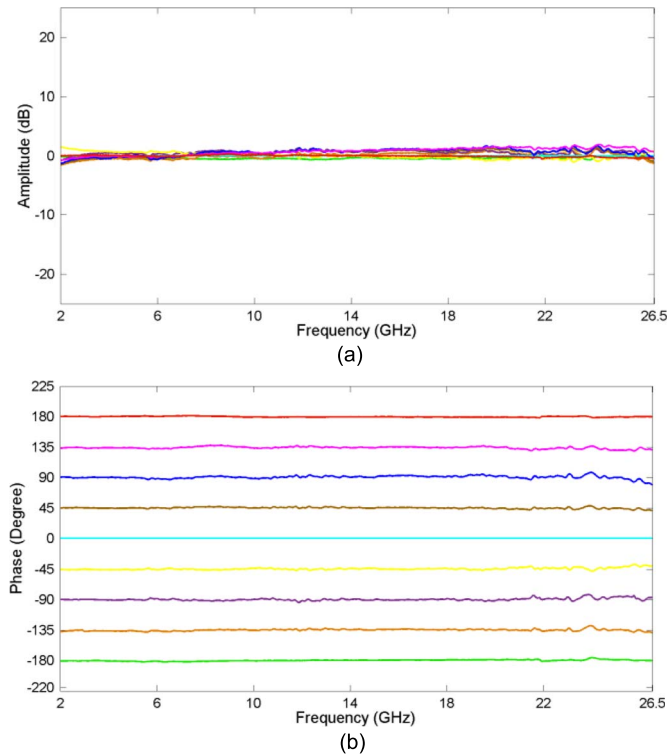 20
10
0
-10
-20
Amplitude (dB)
2 6 10 14 18 22 26.5
Frequency (GHz)
(a)
225
180
135
90
45
0
-45
-90
-135
-180
-220
Phase (Degree)
2 6 10 14 18 22 26.5
Frequency (GHz)
(b)